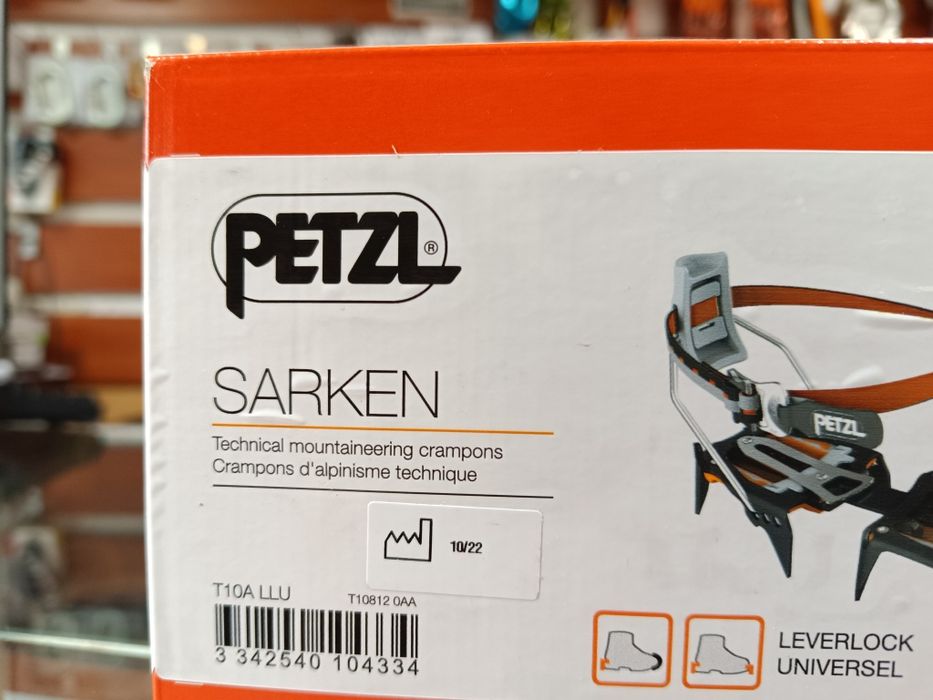 PETZL®
SARKEN
Technical mountaineering crampons
Crampons d'alpinisme technique
10/22
T10A LLU T10812 0AA
3 342540 104334
PETZL
LEVERLOCK
UNIVERSEL